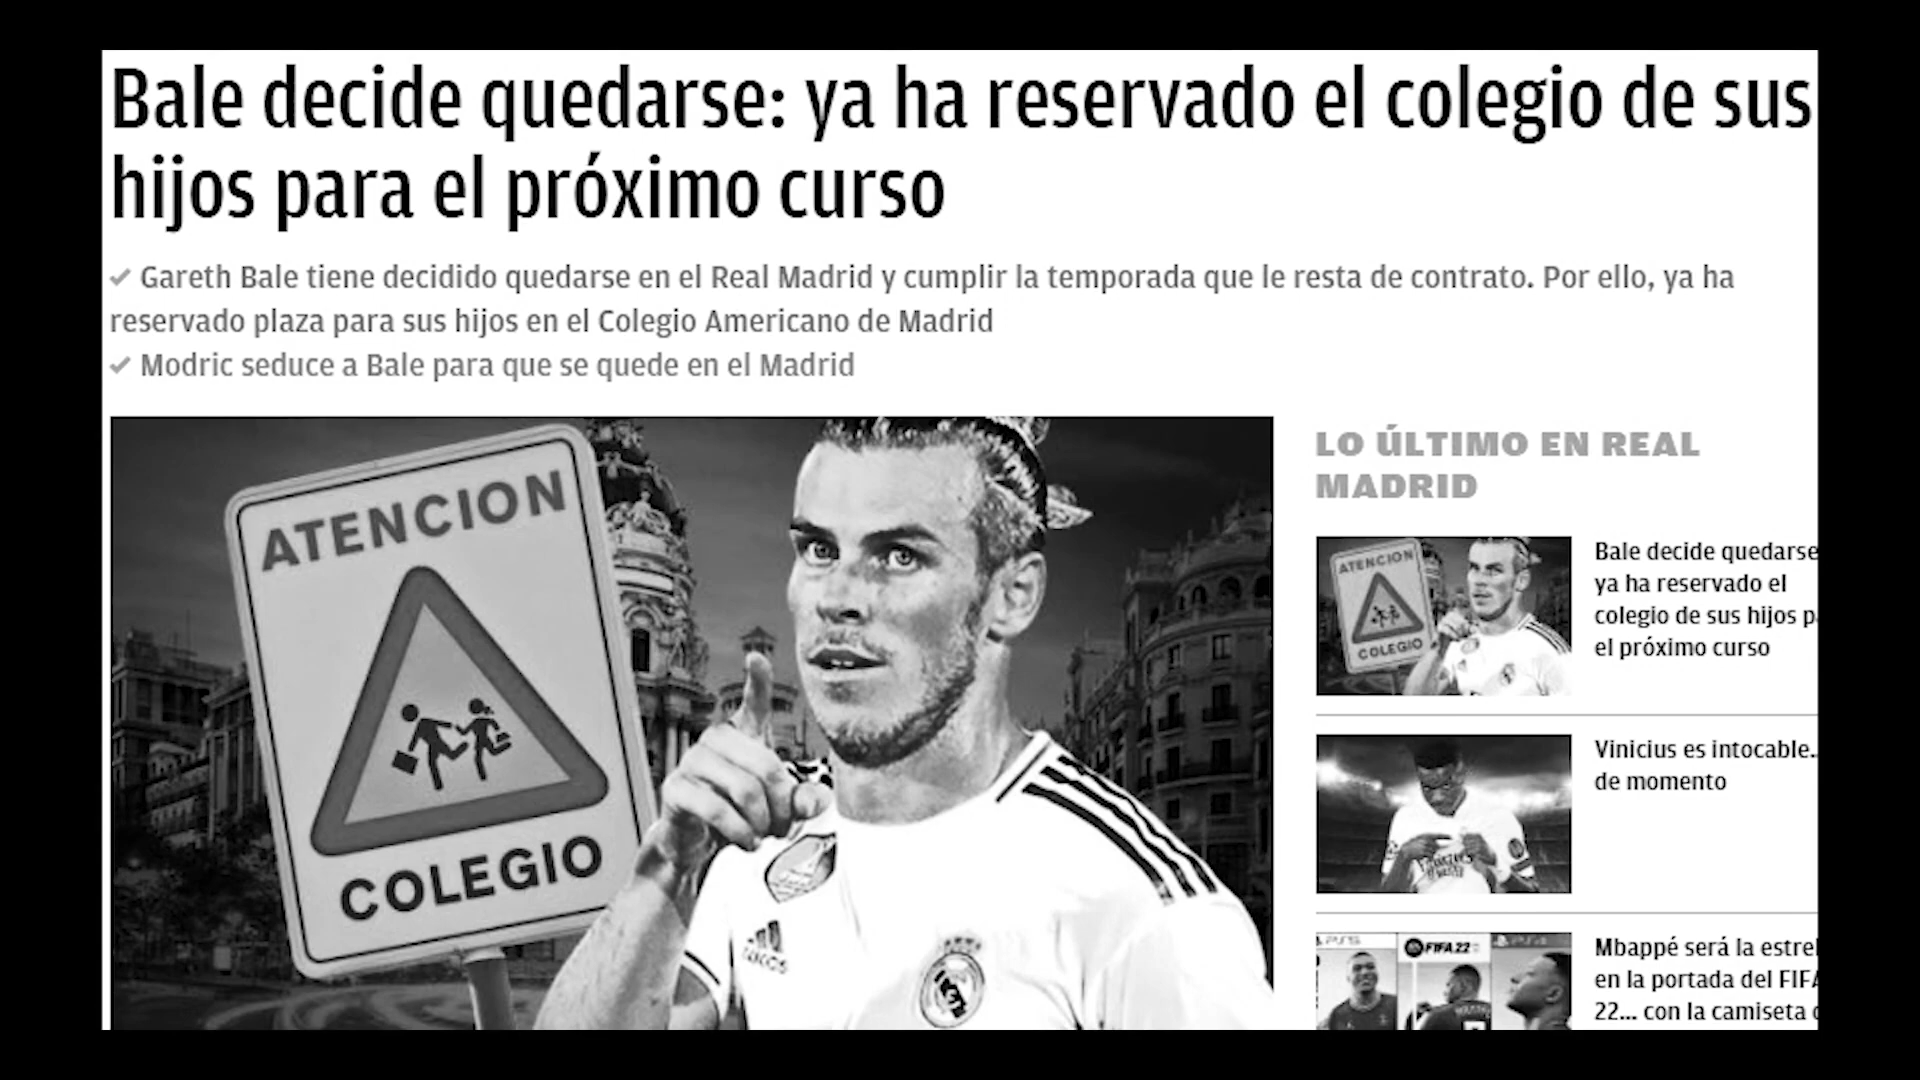 Bale decide quedarse: ya ha reservado el colegio de sus
hijos para el próximo curso
✓ Gareth Bale tiene decidido quedarse en el Real Madrid y cumplir la temporada que le resta de contrato. Por ello, ya ha
reservado plaza para sus hijos en el Colegio Americano de Madrid
✓ Modric seduce a Bale para que se quede en el Madrid
ATENCION
COLEGIO
LO ÚLTIMO EN REAL
MADRID
ATENCION
COLEGIO
Bale decide quedarse
ya ha reservado el
colegio de sus hijos p
el próximo curso
Vinicius es intocable..
de momento
FIFA 22
Mbappé será la estrel
en la portada del FIFA
22... con la camiseta